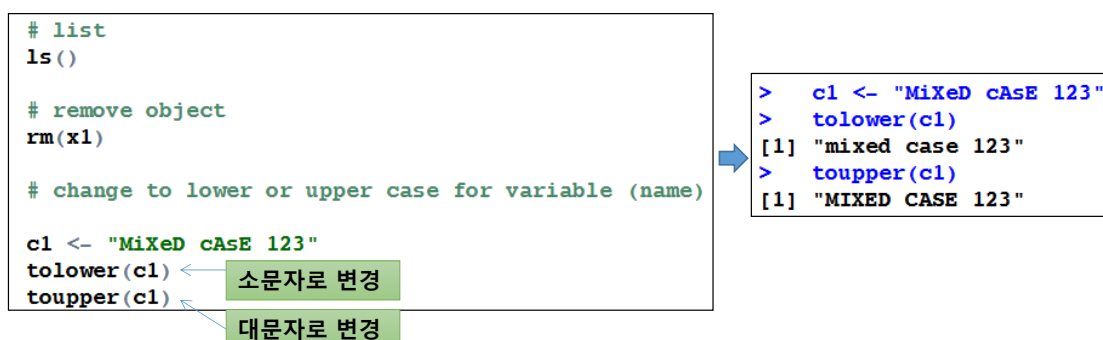 # list
ls()
# remove object
rm(x1)
# change to lower or upper case for variable (name)
c1 <- "MiXeD cAsE 123"
tolower(c1)
소문자로 변경
toupper(c1)
대문자로 변경
> c1 <- "MiXeD cAsE 123"
> tolower(c1)
[1] "mixed case 123"
> toupper(c1)
[1] "MIXED CASE 123"